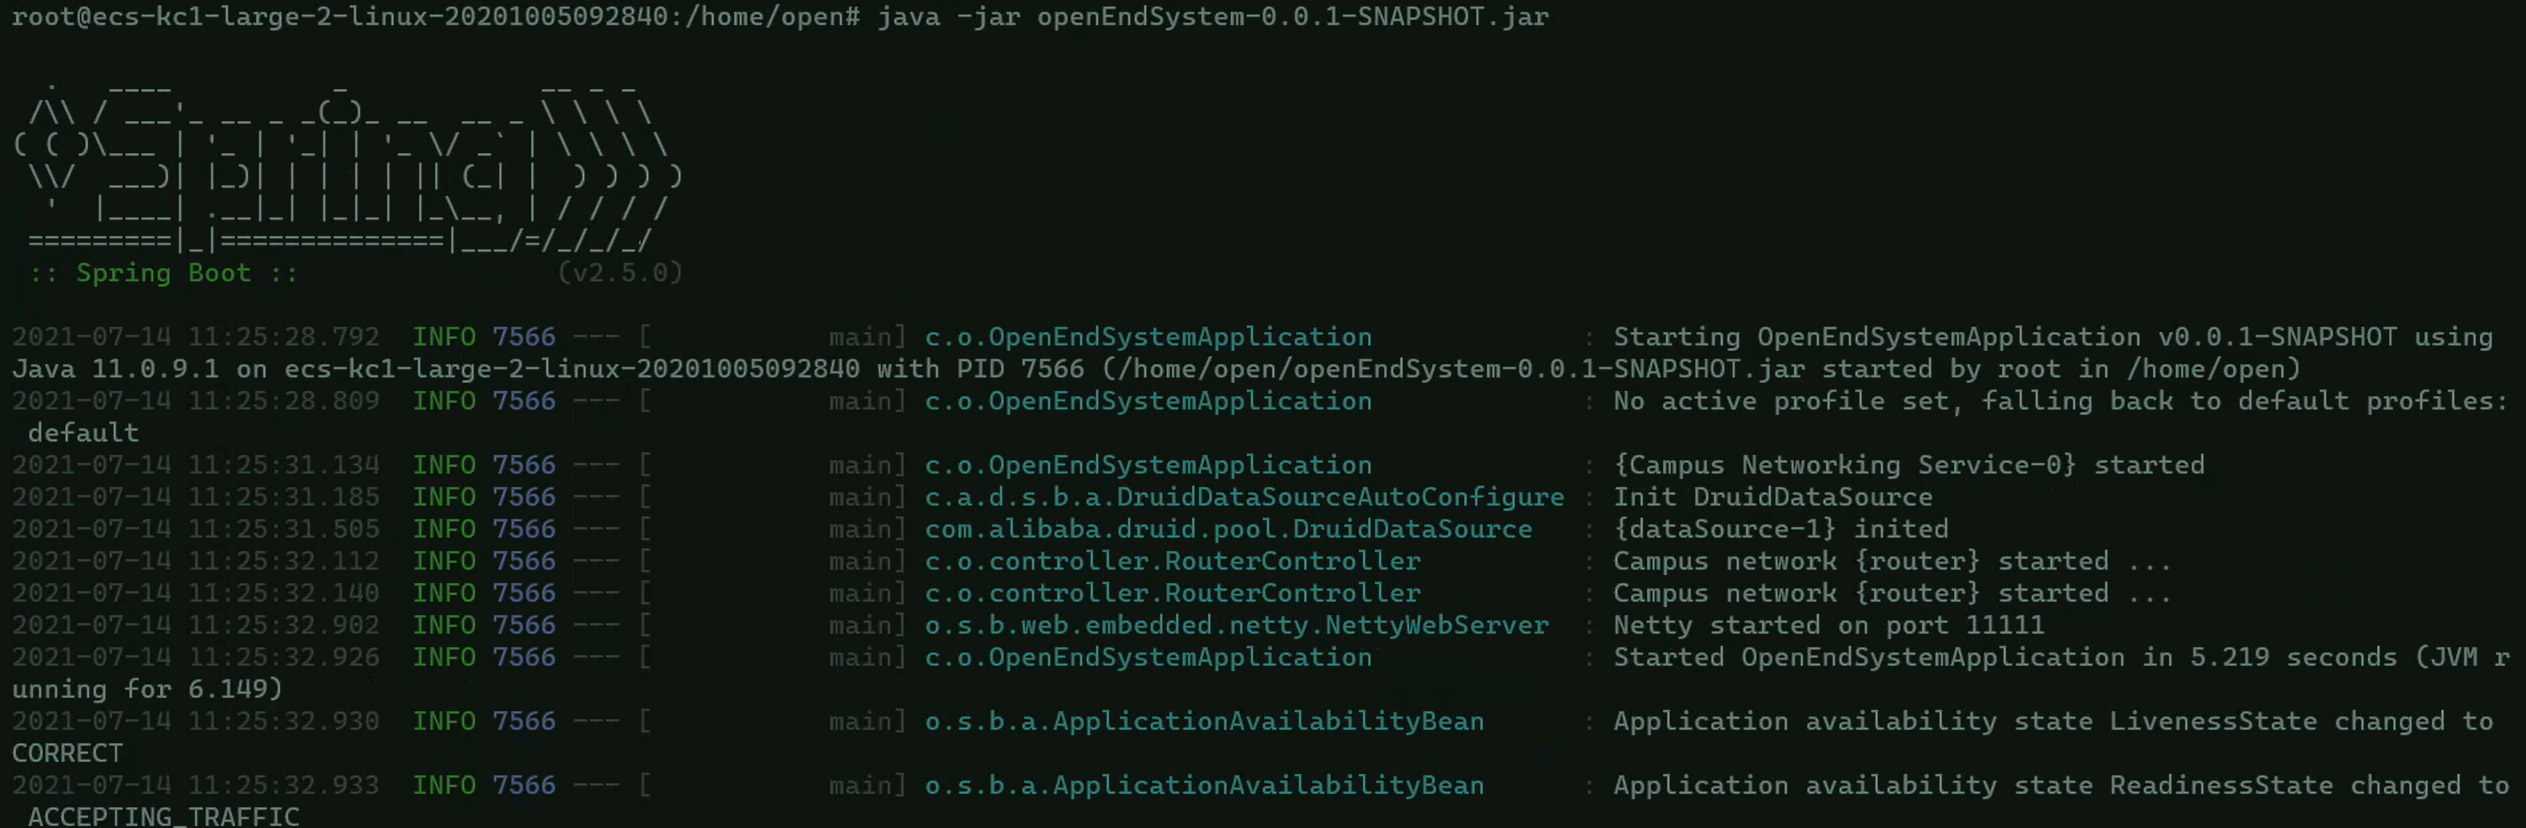 root@ecs-kc1-large-2-linux-20201005092840:/home/open# java -jar openEndSystem-0.0.1-SNAPSHOT.jar
  .   ____          _            __ _ _
 /\\ / ___'_ __ _ _(_)_ __  __ _ \ \ \ \
( ( )\___ | '_ | '_| | '_ \/ _` | \ \ \ \
 \\/  ___)| |_)| | | | | || (_| |  ) ) ) )
  '  |____| .__|_| |_|_| |_\__, | / / / /
 =========|_|==============|___/=/_/_/_/
 :: Spring Boot ::                (v2.5.0)
2021-07-14 11:25:28.792  INFO 7566 --- [           main] c.o.OpenEndSystemApplication             : Starting OpenEndSystemApplication v0.0.1-SNAPSHOT using
Java 11.0.9.1 on ecs-kc1-large-2-linux-20201005092840 with PID 7566 (/home/open/openEndSystem-0.0.1-SNAPSHOT.jar started by root in /home/open)
2021-07-14 11:25:28.809  INFO 7566 --- [           main] c.o.OpenEndSystemApplication             : No active profile set, falling back to default profiles:
 default
2021-07-14 11:25:31.134  INFO 7566 --- [           main] c.o.OpenEndSystemApplication             : {Campus Networking Service-0} started
2021-07-14 11:25:31.185  INFO 7566 --- [           main] c.a.d.s.b.a.DruidDataSourceAutoConfigure : Init DruidDataSource
2021-07-14 11:25:31.505  INFO 7566 --- [           main] com.alibaba.druid.pool.DruidDataSource   : {dataSource-1} inited
2021-07-14 11:25:32.112  INFO 7566 --- [           main] c.o.controller.RouterController          : Campus network {router} started ...
2021-07-14 11:25:32.140  INFO 7566 --- [           main] c.o.controller.RouterController          : Campus network {router} started ...
2021-07-14 11:25:32.902  INFO 7566 --- [           main] o.s.b.web.embedded.netty.NettyWebServer  : Netty started on port 11111
2021-07-14 11:25:32.926  INFO 7566 --- [           main] c.o.OpenEndSystemApplication             : Started OpenEndSystemApplication in 5.219 seconds (JVM r
unning for 6.149)
2021-07-14 11:25:32.930  INFO 7566 --- [           main] o.s.b.a.ApplicationAvailabilityBean      : Application availability state LivenessState changed to
CORRECT
2021-07-14 11:25:32.933  INFO 7566 --- [           main] o.s.b.a.ApplicationAvailabilityBean      : Application availability state ReadinessState changed to
 ACCEPTING_TRAFFIC